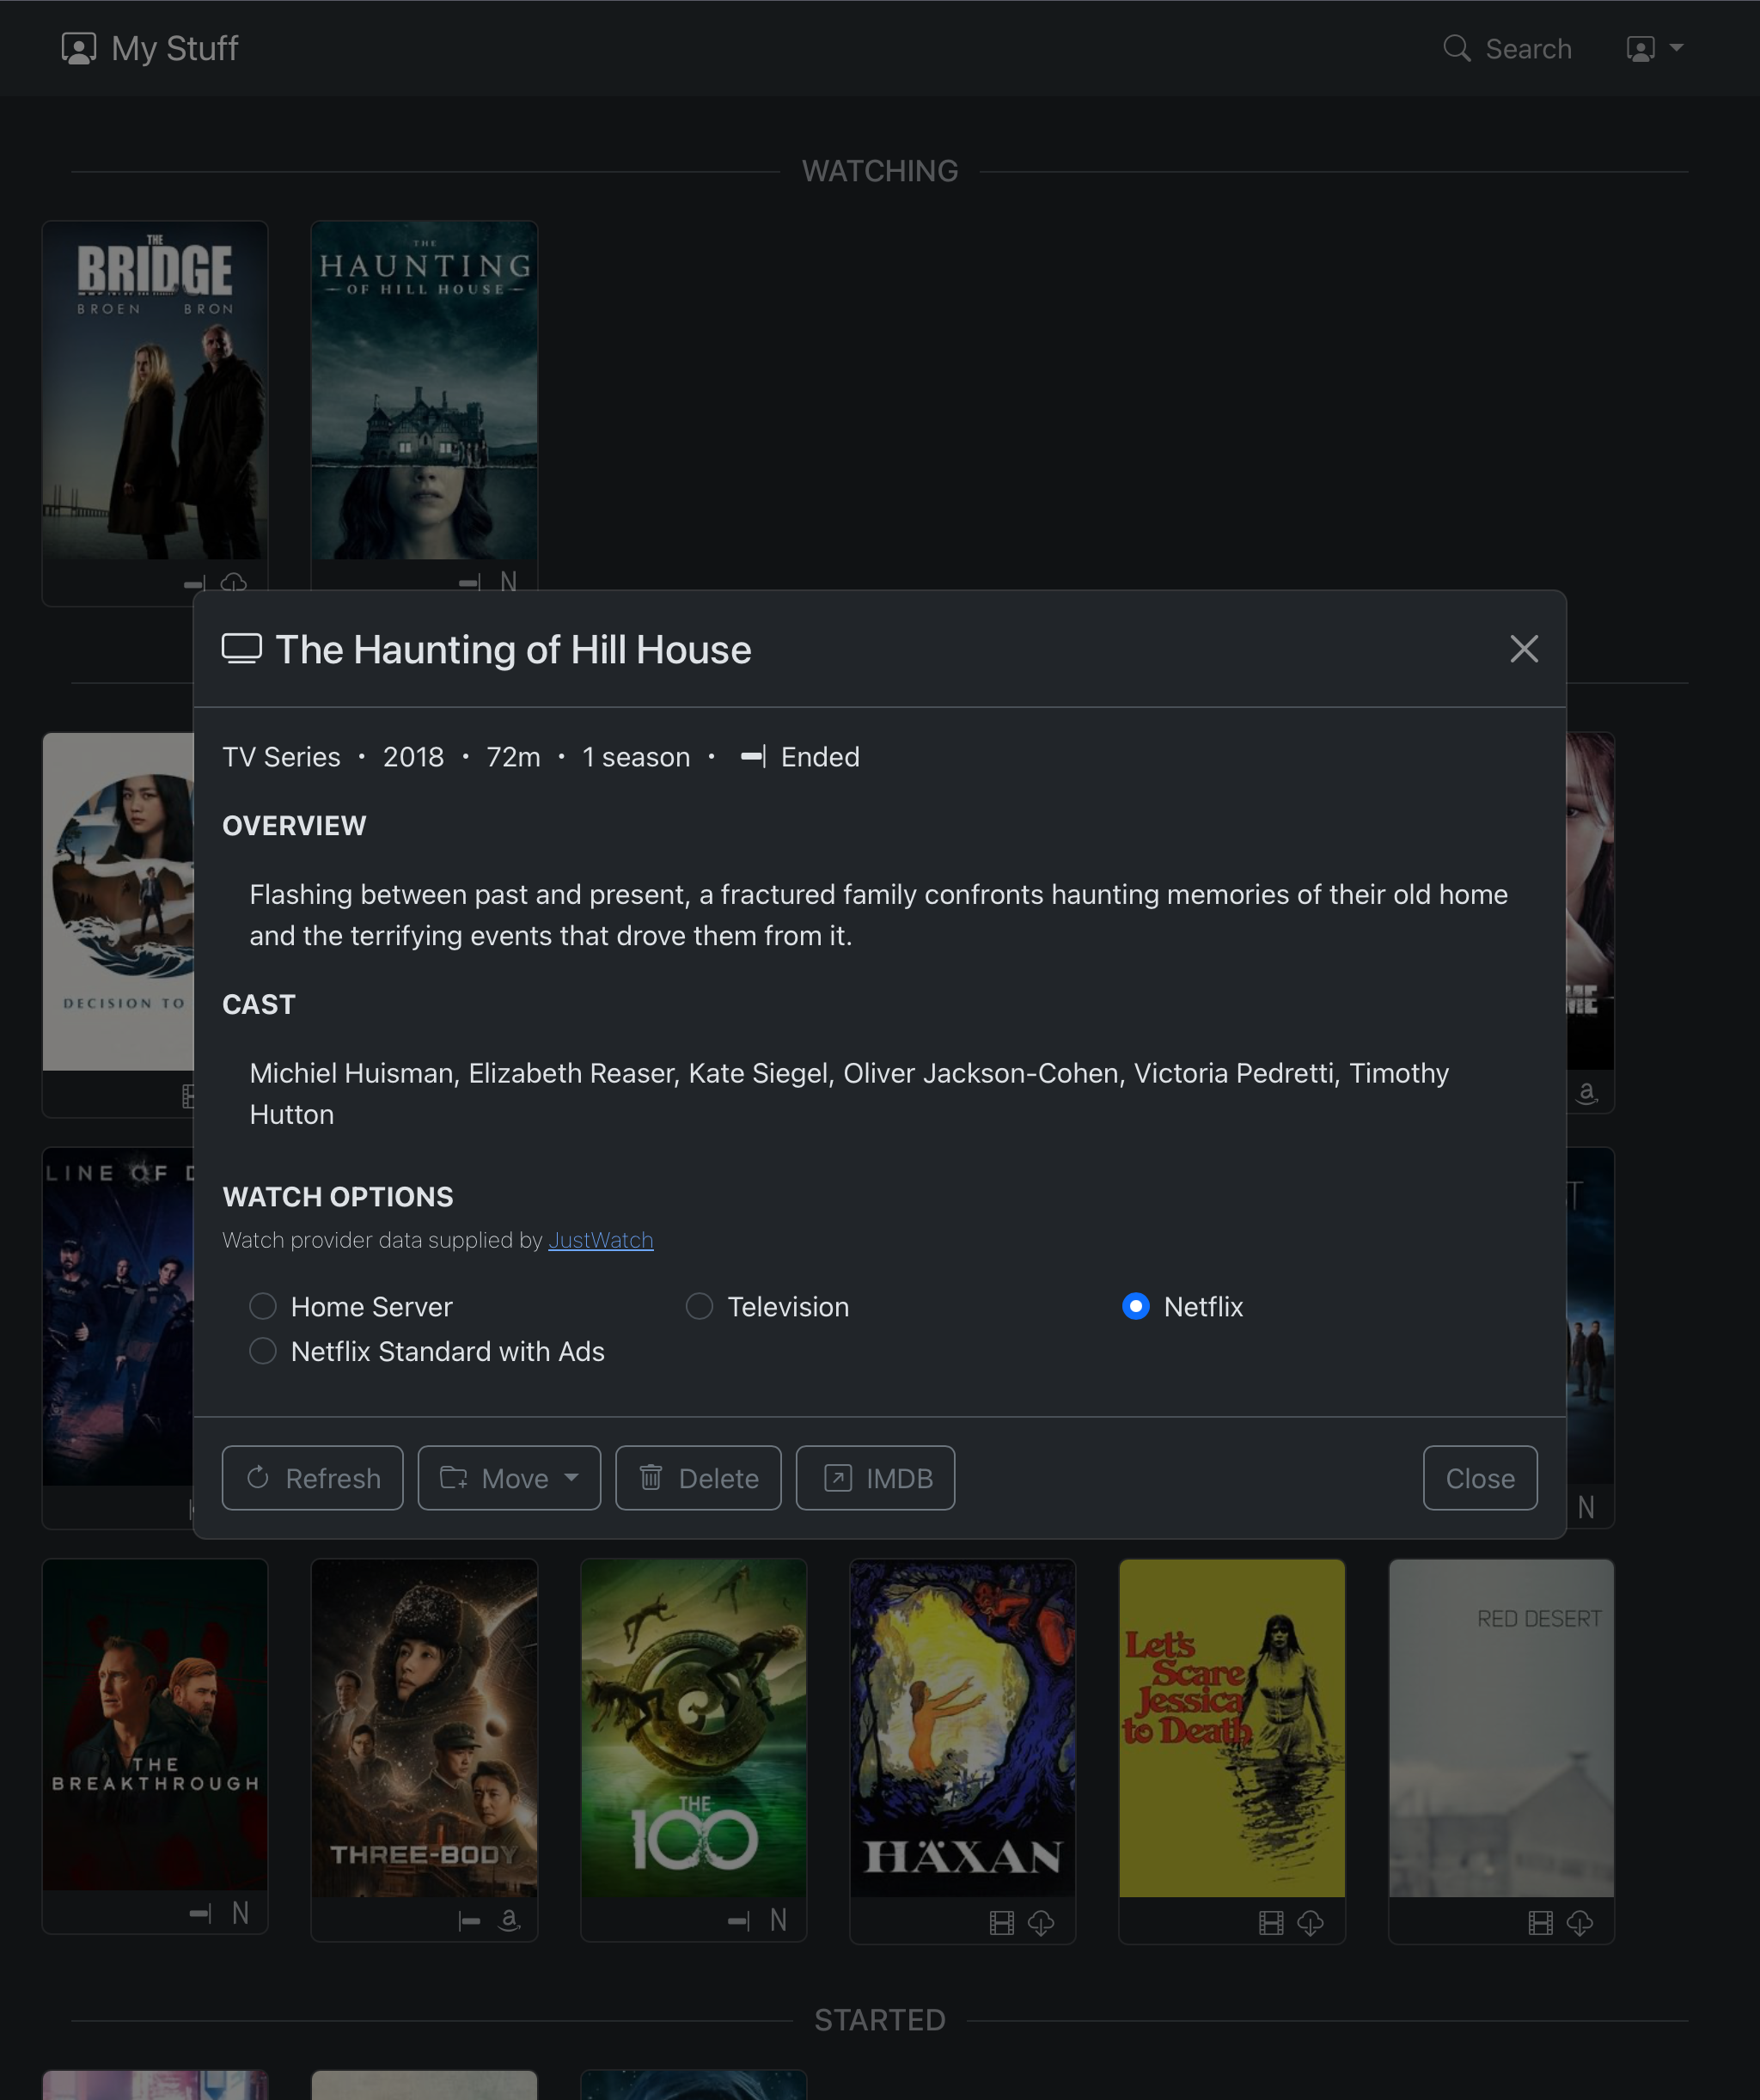 My Stuff
Search
WATCHING
THE
BRIDGE
BROEN BRON
THE
HAUNTING
OF HILL HOUSE
N
The Haunting of Hill House
TV Series • 2018 • 72m • 1 season • Ended
OVERVIEW
Flashing between past and present, a fractured family confronts haunting memories of their old home
and the terrifying events that drove them from it.
CAST
Michiel Huisman, Elizabeth Reaser, Kate Siegel, Oliver Jackson-Cohen, Victoria Pedretti, Timothy
Hutton
WATCH OPTIONS
Watch provider data supplied by JustWatch
Home Server
Television
Netflix
Netflix Standard with Ads
Refresh
Move
Delete
IMDB
Close
DECISION TO
a
LINE OF
N
THE
BREAKTHROUGH
N
THREE-BODY
a
THE
100
N
HÄXAN
Let's
Scare
Jessica
to Death
RED DESERT
STARTED